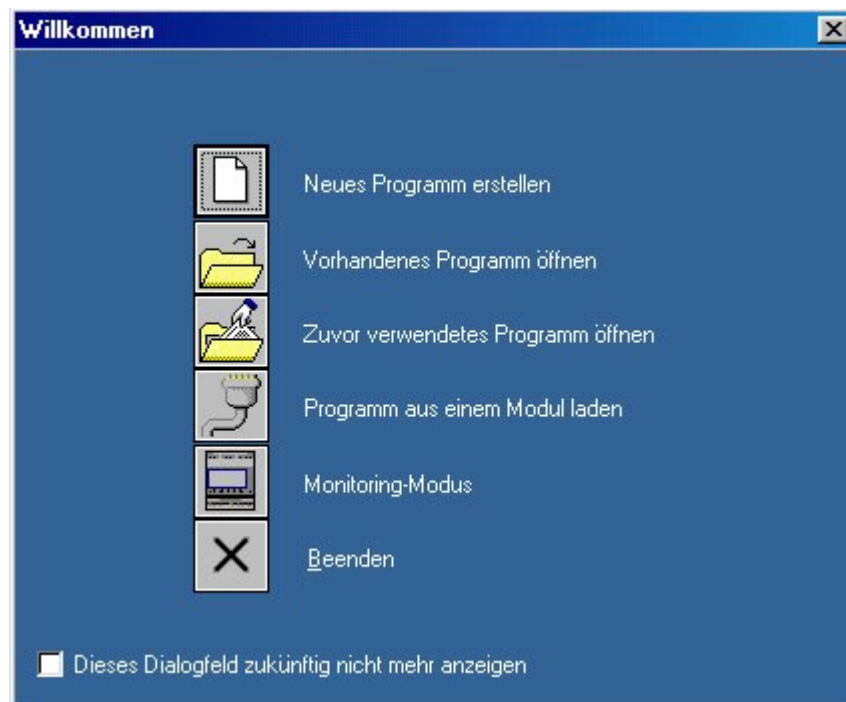 Willkommen
Neues Programm erstellen
Vorhandenes Programm öffnen
Zuvor verwendetes Programm öffnen
Programm aus einem Modul laden
Monitoring-Modus
Beenden
Dieses Dialogfeld zukünftig nicht mehr anzeigen